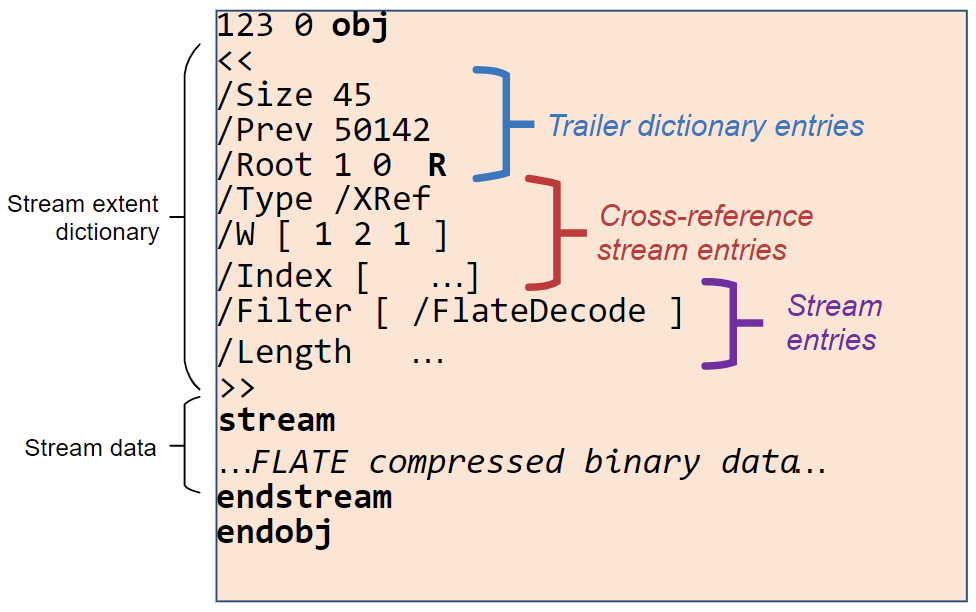 123 0 obj
<<
/Size 45
/Prev 50142
/Root 1 0 R
/Type /XRef
/W [ 1 2 1 ]
/Index [ ...]
/Filter [ /FlateDecode ]
/Length ...
>>
stream
...FLATE compressed binary data...
endstream
endobj
Stream extent
dictionary
Stream data
Trailer dictionary entries
Cross-reference
stream entries
Stream
entries